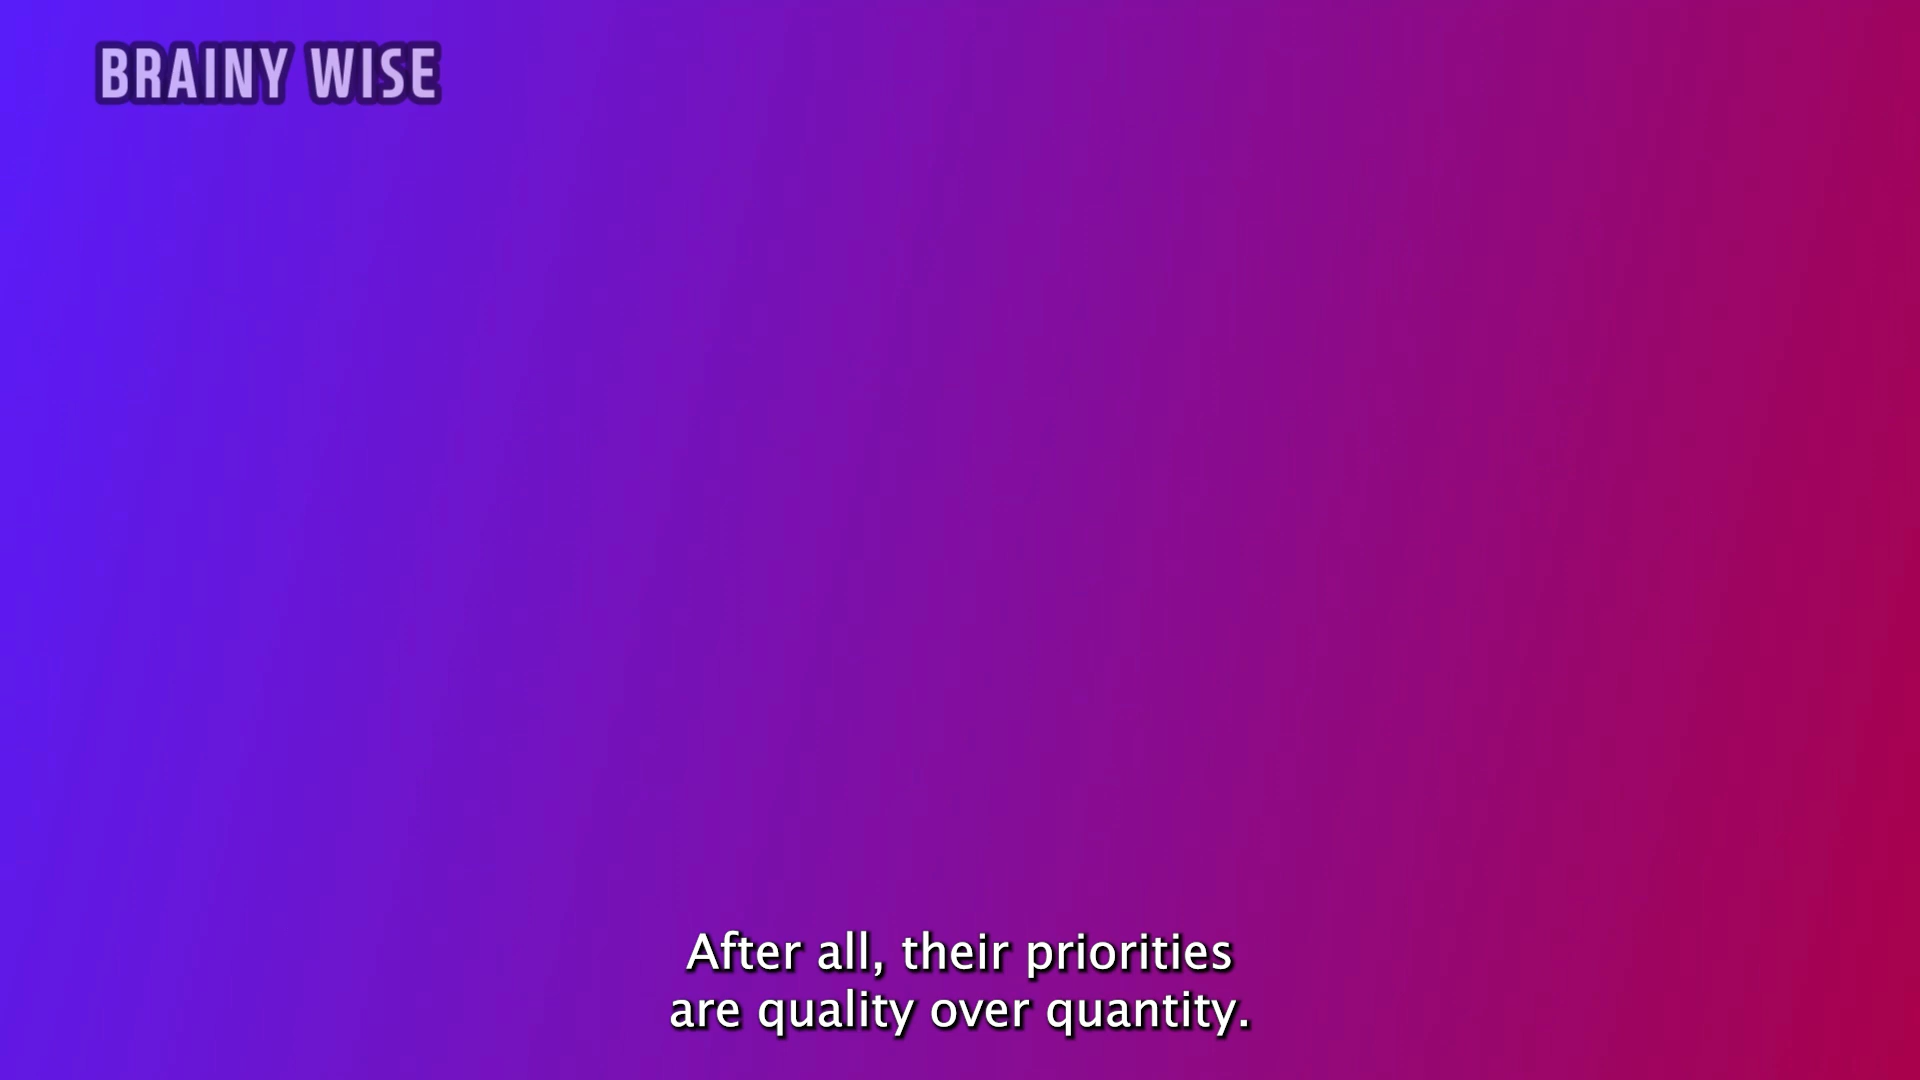 BRAINY WISE
After all, their priorities
are quality over quantity.